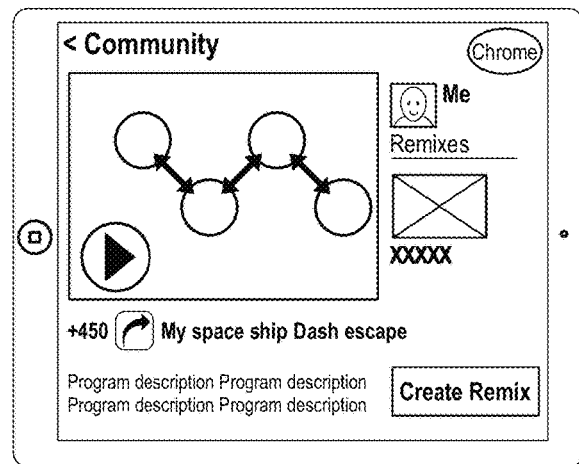 < Community
Chrome
Me
Remixes
XXXXX
+450 My space ship Dash escape
Program description Program description
Program description Program description
Create Remix